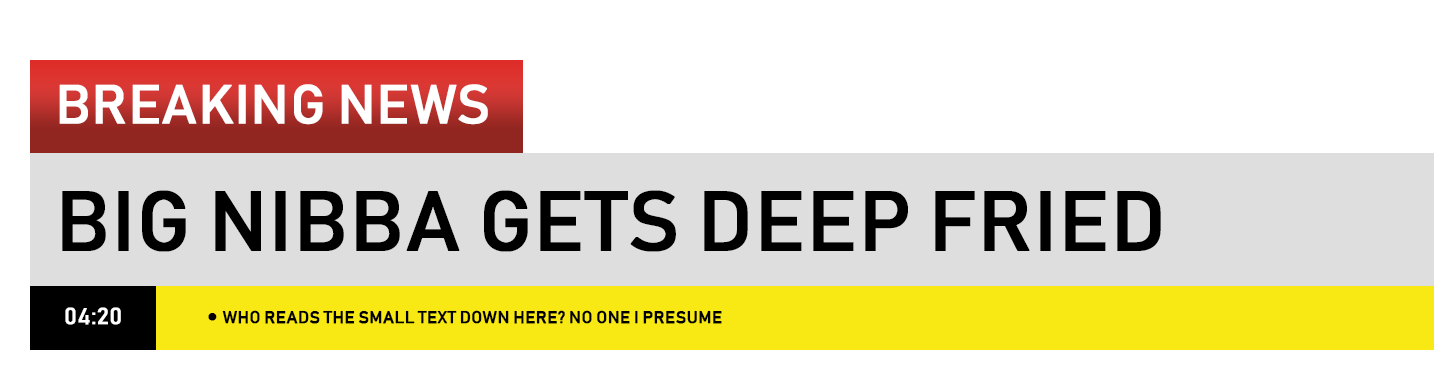 BREAKING NEWS
BIG NIBBA GETS DEEP FRIED
04:20 • WHO READS THE SMALL TEXT DOWN HERE? NO ONE I PRESUME